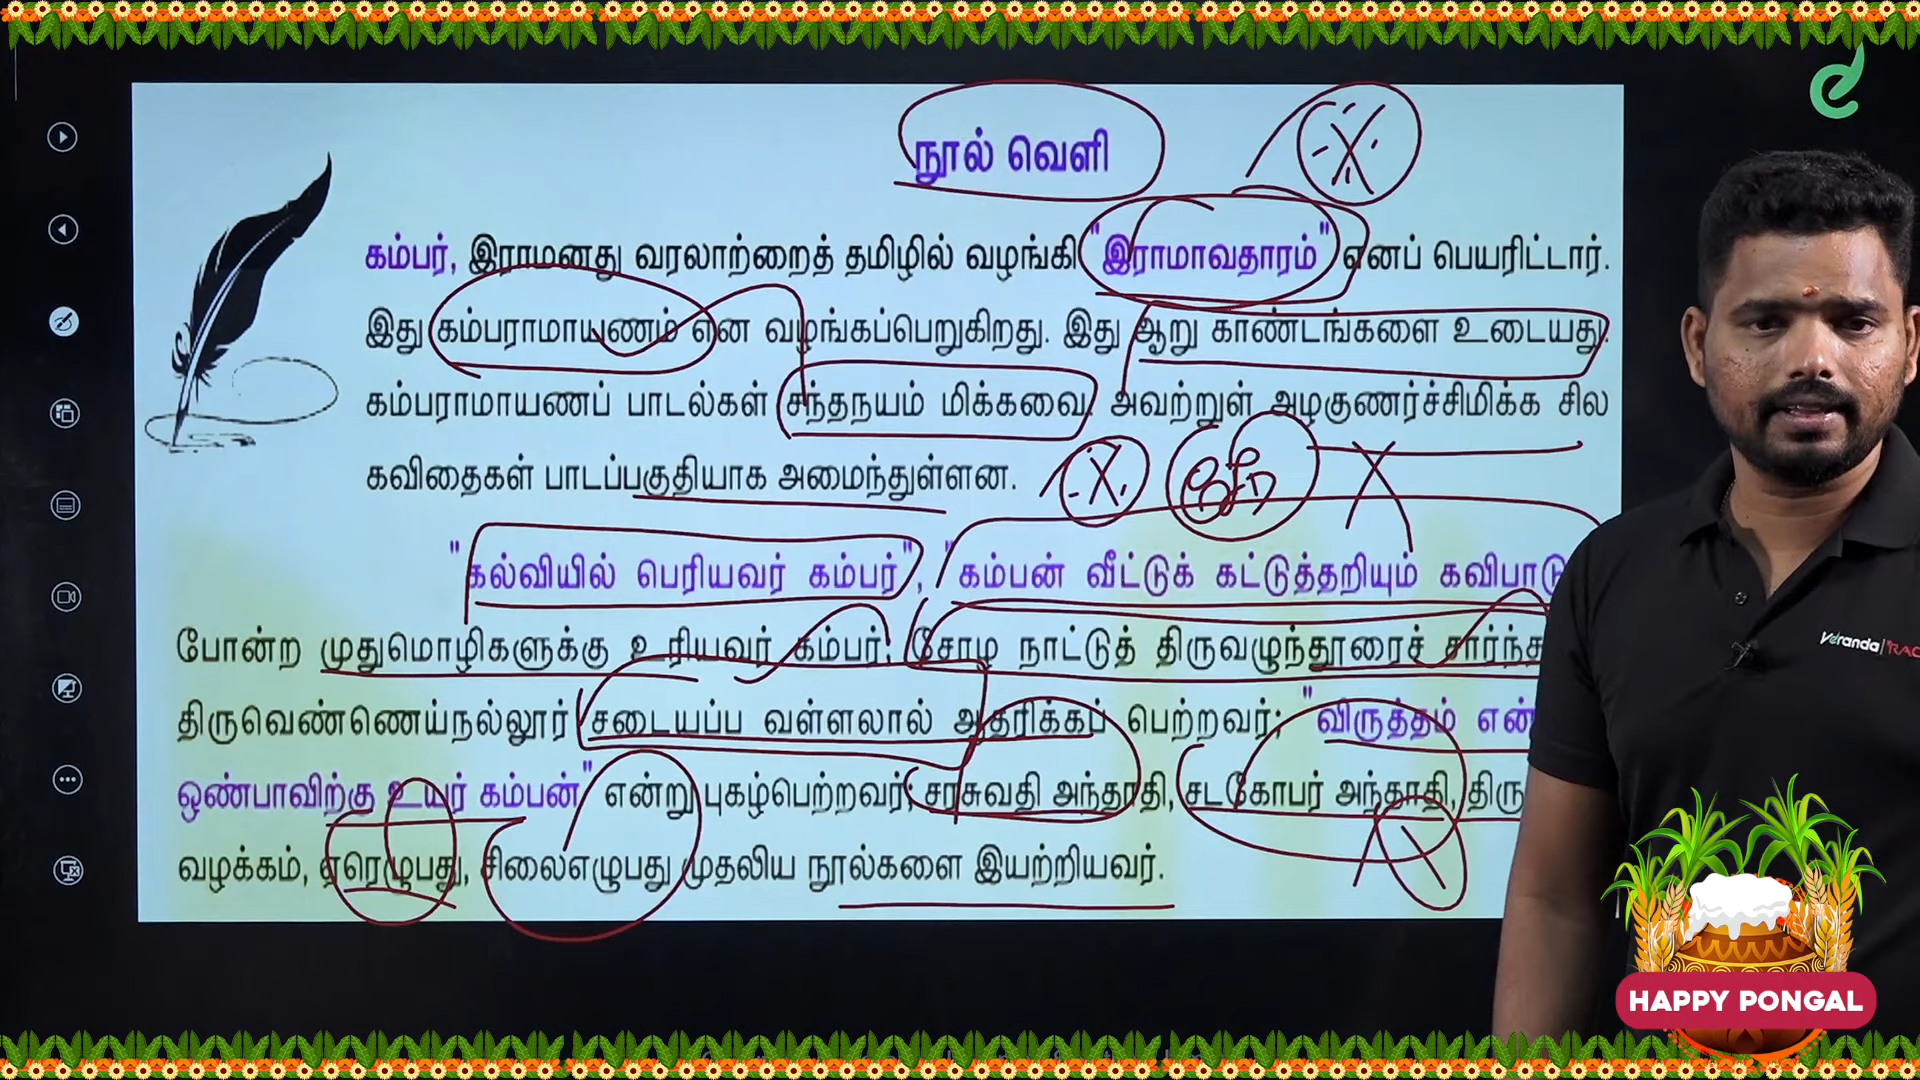 நூல் வெளி
கம்பர், இராமனது வரலாற்றைத் தமிழில் வழங்கி "இராமாவதாரம்" எனப் பெயரிட்டார்.
இது கம்பராமாயணம் என வழங்கப்பெறுகிறது. இது ஆறு காண்டங்களை உடையது.
கம்பராமாயணப் பாடல்கள் சந்தநயம் மிக்கவை. அவற்றுள் அழகுணர்ச்சிமிக்க சில
கவிதைகள் பாடப்பகுதியாக அமைந்துள்ளன.
"கல்வியில் பெரியவர் கம்பர்", "கம்பன் வீட்டுக் கட்டுத்தறியும் கவிபாடு
போன்ற முதுமொழிகளுக்கு உரியவர் கம்பர்; சோழ நாட்டுத் திருவழுந்தூரைச் சார்ந்த
திருவெண்ணெய்நல்லூர் சடையப்ப வள்ளலால் ஆதரிக்கப் பெற்றவர்; "விருத்தம் எண்
ஒண்பாவிற்கு உயர் கம்பன்" என்று புகழ்பெற்றவர்; சரசுவதி அந்தாதி, சடகோபர் அந்தாதி, திரு
வழக்கம், ஏரெழுபது, சிலைஎழுபது முதலிய நூல்களை இயற்றியவர்.
Veranda RAC
HAPPY PONGAL